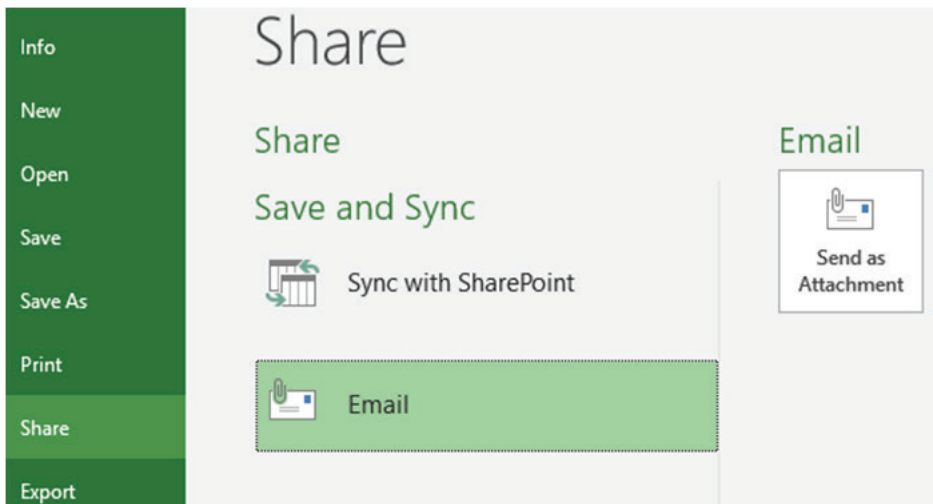 Info
New
Open
Save
Save As
Print
Share
Export
Share
Share
Save and Sync
Sync with SharePoint
Email
Email
Send as
Attachment